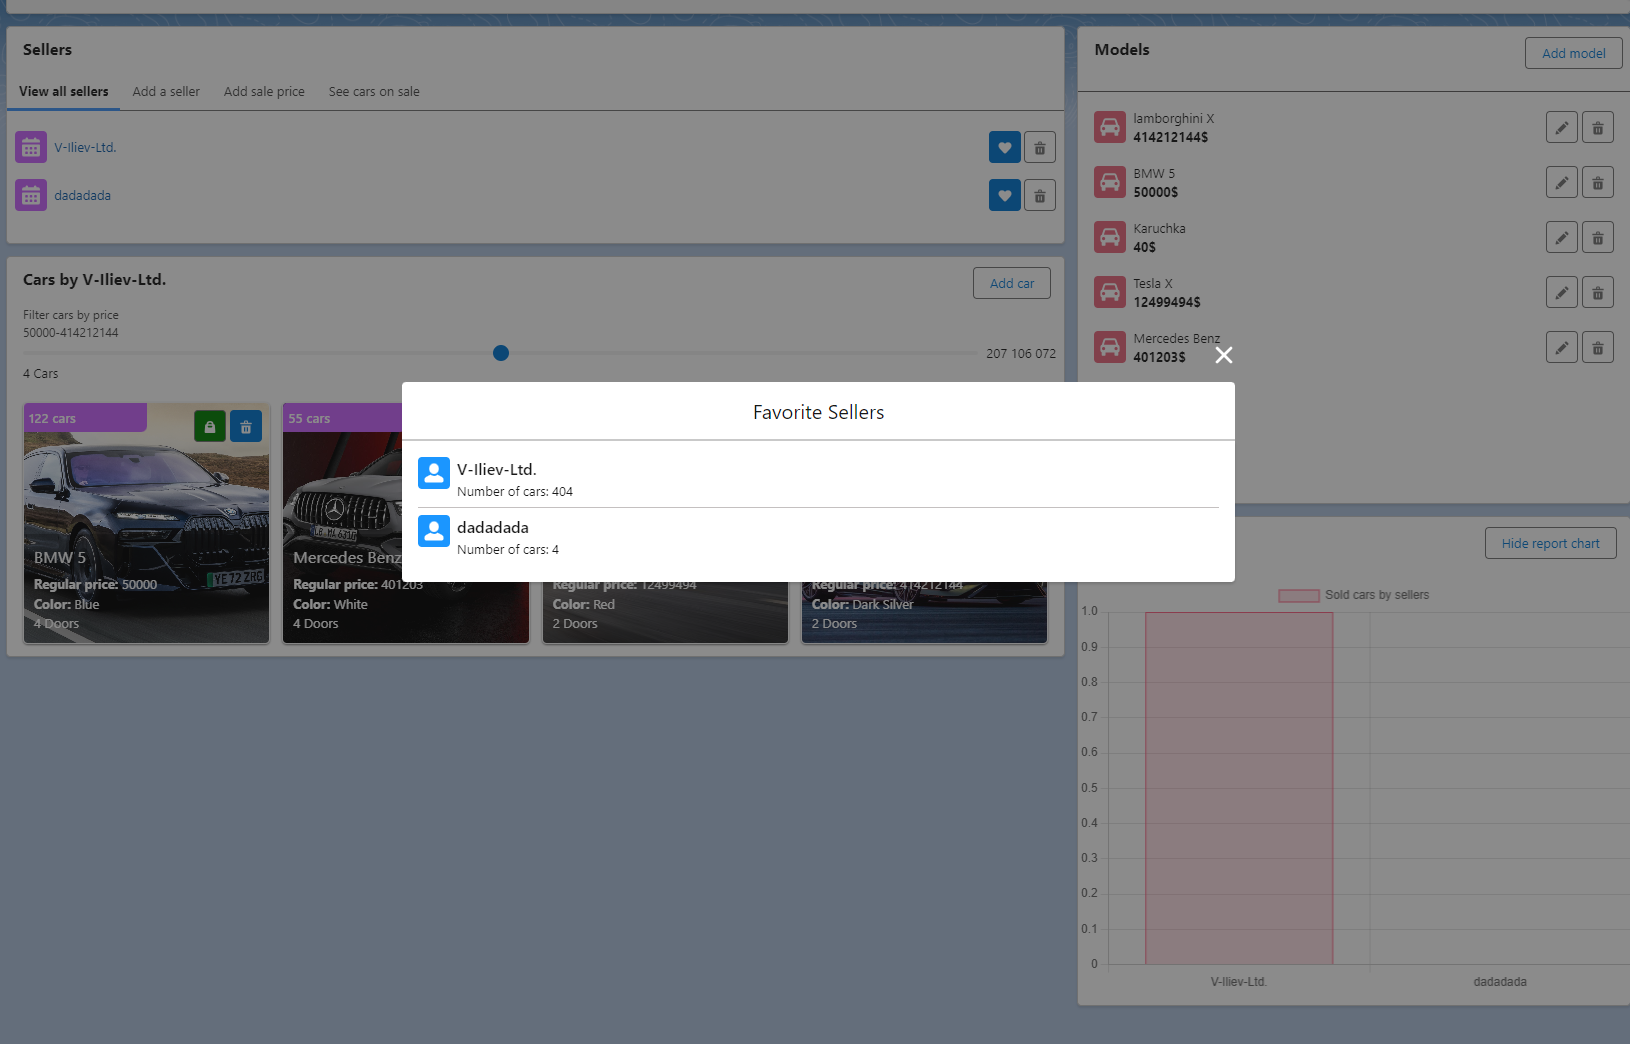 Sellers
View all sellers
Add a seller
Add sale price
See cars on sale
V-Iliev-Ltd.
dadadada
Cars by V-Iliev-Ltd.
Add car
Filter cars by price
50000-414212144
207 106 072
4 Cars
122 cars
BMW 5
Regular price: 50000
Color: Blue
4 Doors
55 cars
Mercedes Benz
Regular price: 401203
Color: White
4 Doors
Regular price: 12499494
Color: Red
2 Doors
Regular price: 414212144
Color: Dark Silver
2 Doors
Favorite Sellers
V-Iliev-Ltd.
Number of cars: 404
dadadada
Number of cars: 4
Models
Add model
lamborghini X
414212144$
BMW 5
50000$
Karuchka
40$
Tesla X
12499494$
Mercedes Benz
401203$
Hide report chart
Sold cars by sellers
1.0
0.9
0.8
0.7
0.6
0.5
0.4
0.3
0.2
0.1
0
V-Iliev-Ltd.
dadadada